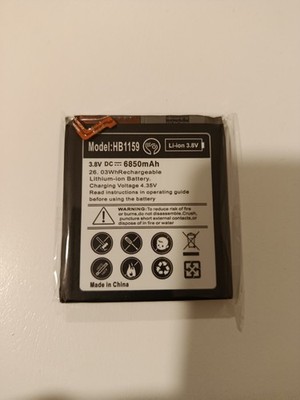 Model:HB1159
Li-ion 3.8V
3.8V DC 6850mAh
26.03WhRechargeable
Lithium-ion Battery.
Charging Voltage 4.35V
Read instructions in operating guide
before using the battery
WARNING: To reduce risk of fire
or burns,do not disassemble.Crush
puncture,short external contacts.
or dispose in fire or water
Made in China